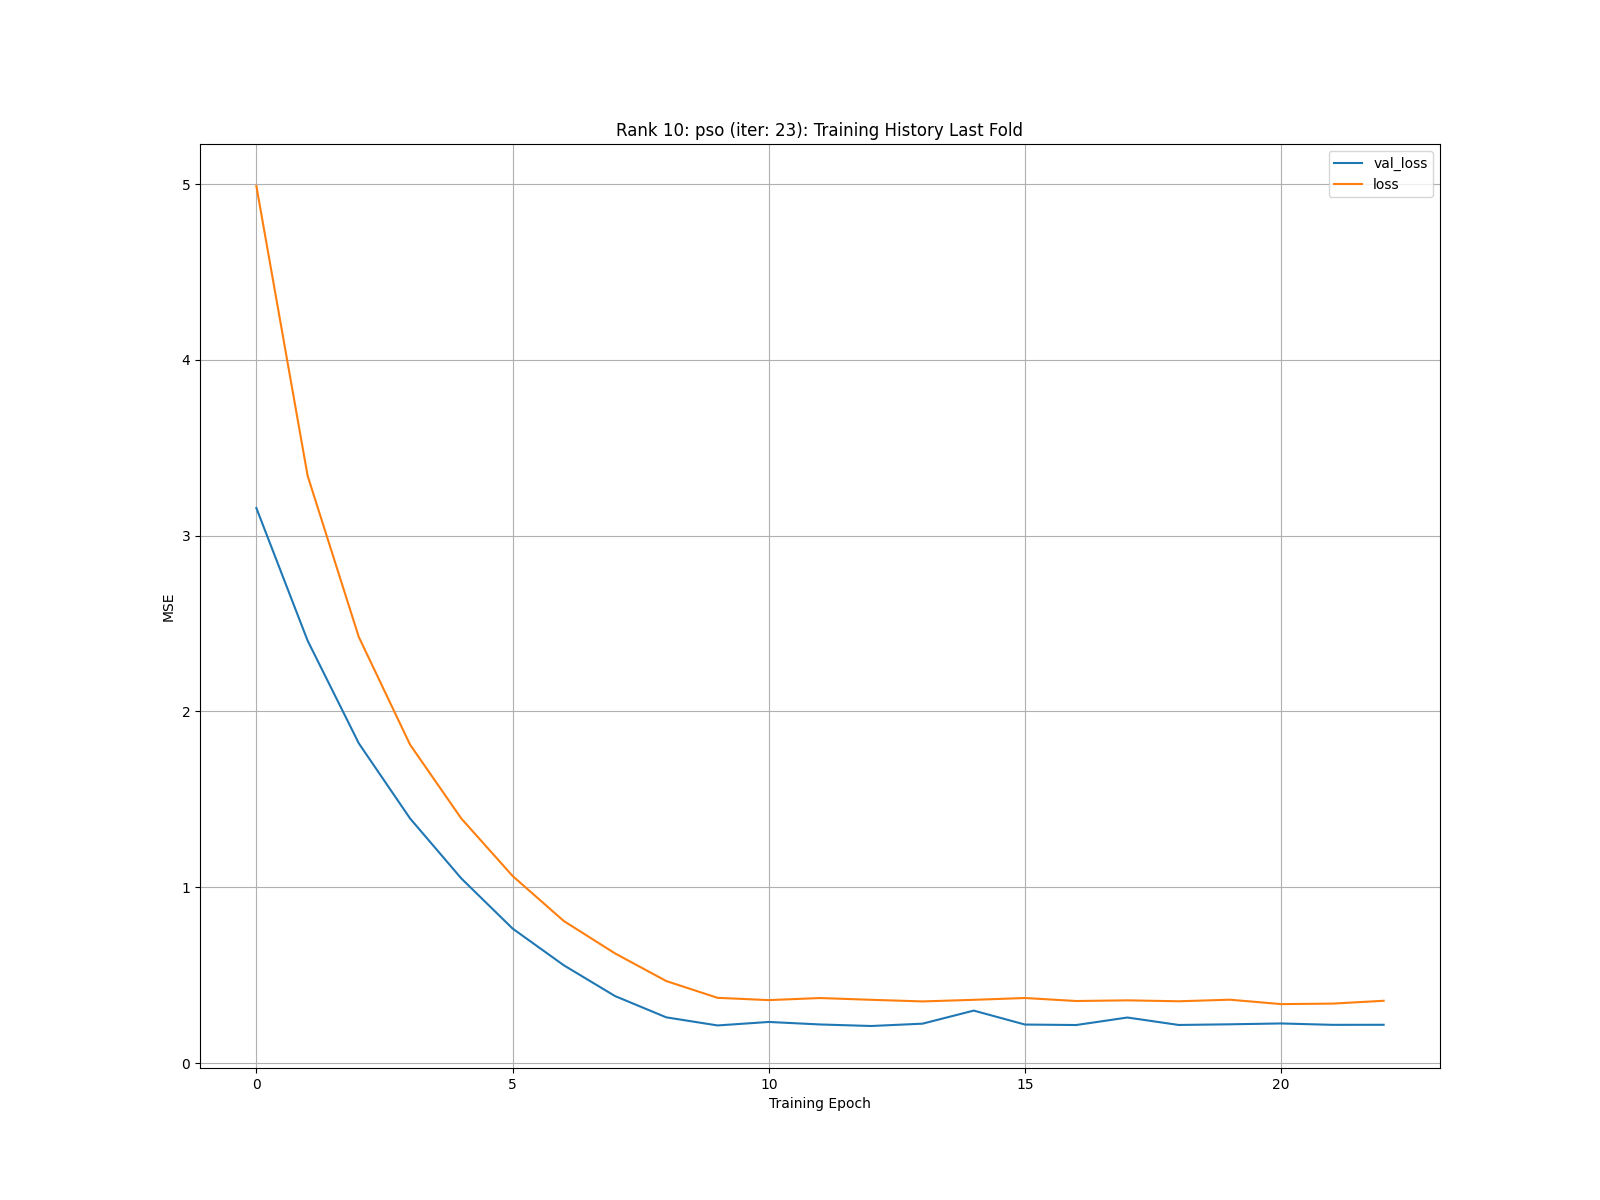 Rank 10: pso (iter: 23): Training History Last Fold
val_loss
loss
5
4
3
2
1
0
MSE
0 5 10 15 20
Training Epoch